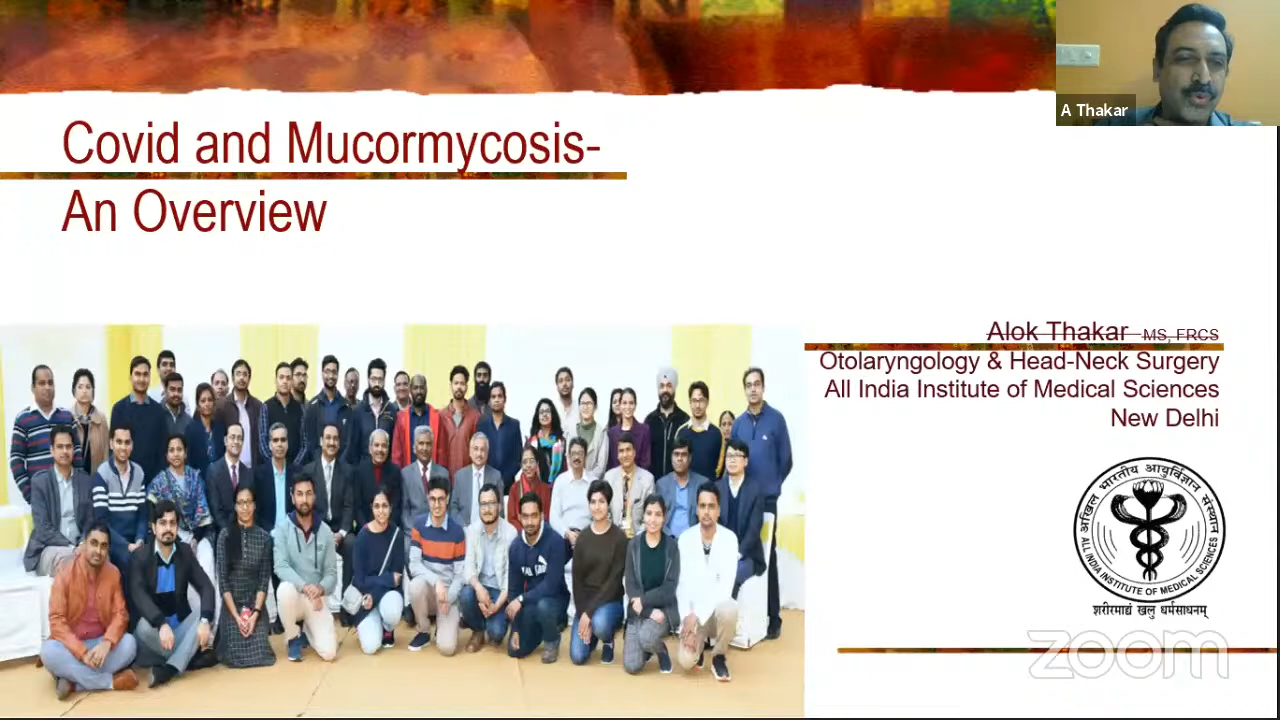 A Thakar
Covid and Mucormycosis-
An Overview
Alok Thakar MS, FRCS
Otolaryngology & Head-Neck Surgery
All India Institute of Medical Sciences
New Delhi
अखिल भारतीय आयुर्विज्ञान संस्थान
ALL INDIA INSTITUTE OF MEDICAL SCIENCES
शरीरमाद्यं खलु धर्मसाधनम्
zoom